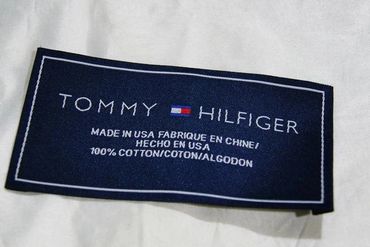 TOMMY HILFIGER
MADE IN USA FABRIQUE EN CHINE/
HECHO EN USA
100% COTTON/COTON/ALGODON